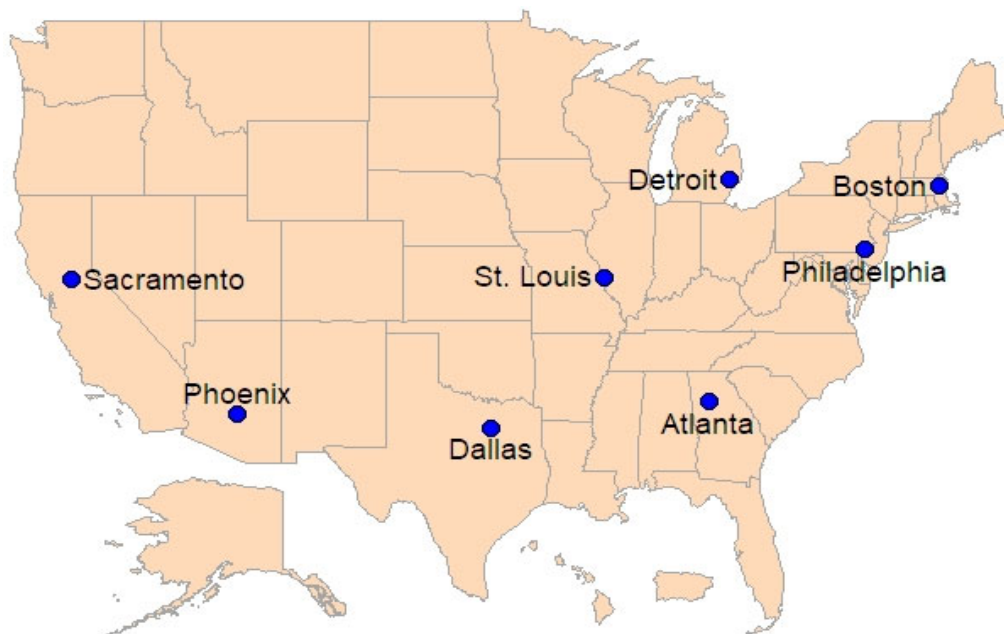 Detroit
Boston
Philadelphia
Sacramento
St. Louis
Phoenix
Atlanta
Dallas